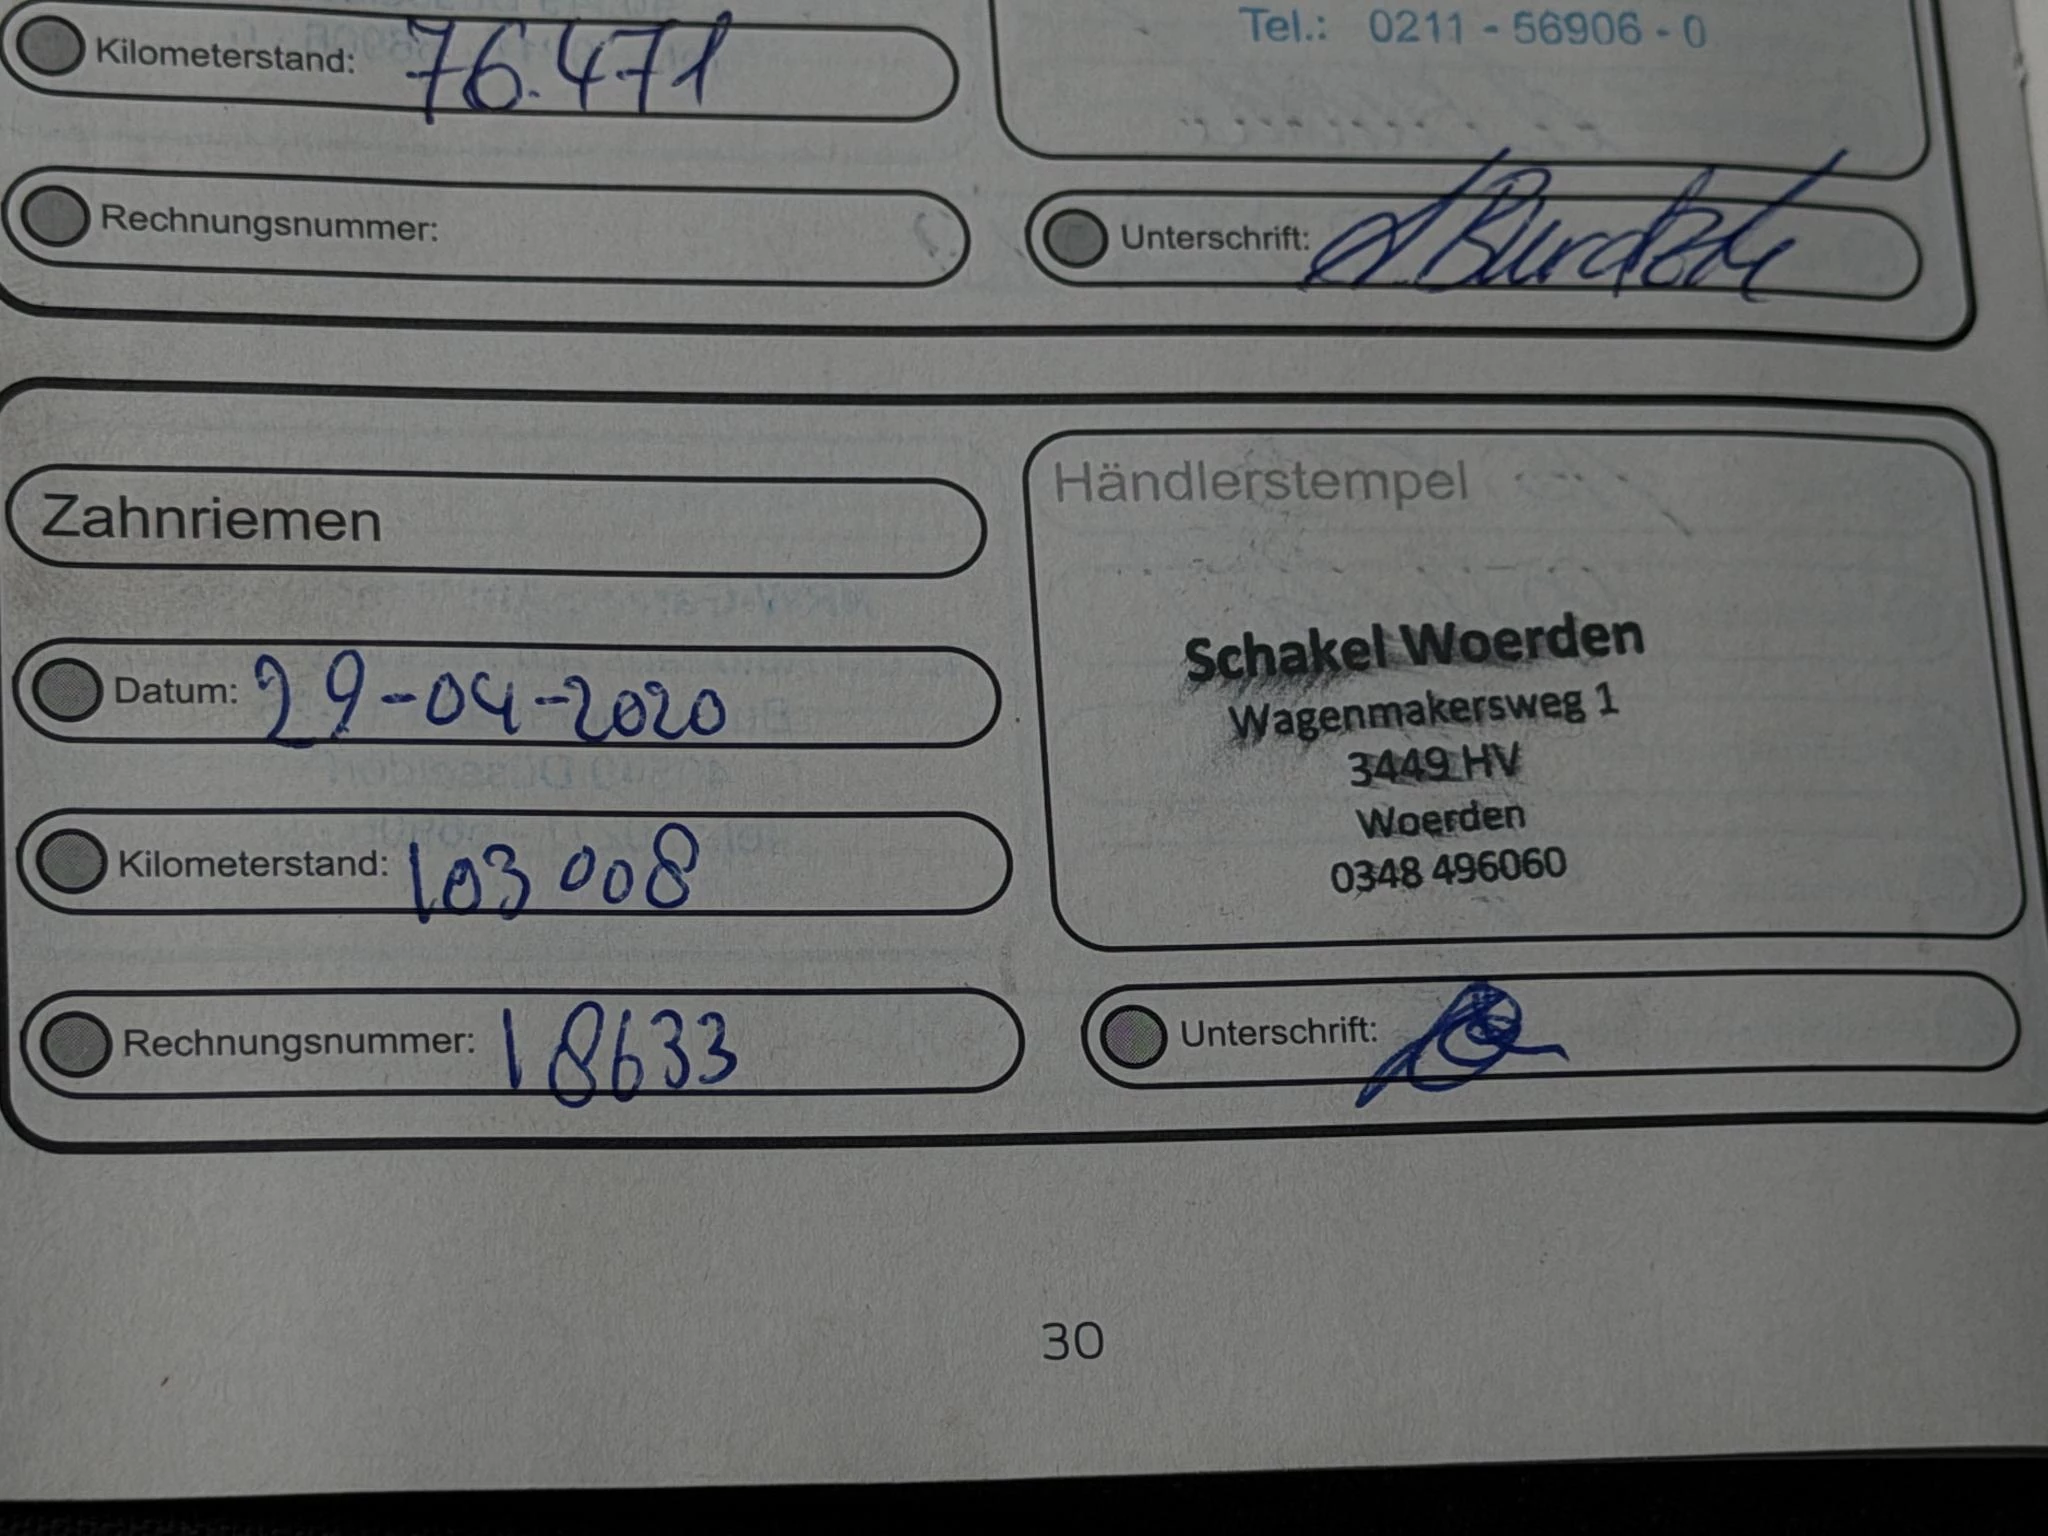 Kilometerstand: 76.471
Tel.: 0211 - 56906 - 0
Rechnungsnummer:
Unterschrift:
Zahnriemen
Datum: 29-04-2020
Kilometerstand: 103 008
Rechnungsnummer: 18633
Händlerstempel
Schakel Woerden
Wagenmakersweg 1
3449 HV
Woerden
0348 496060
Unterschrift:
30